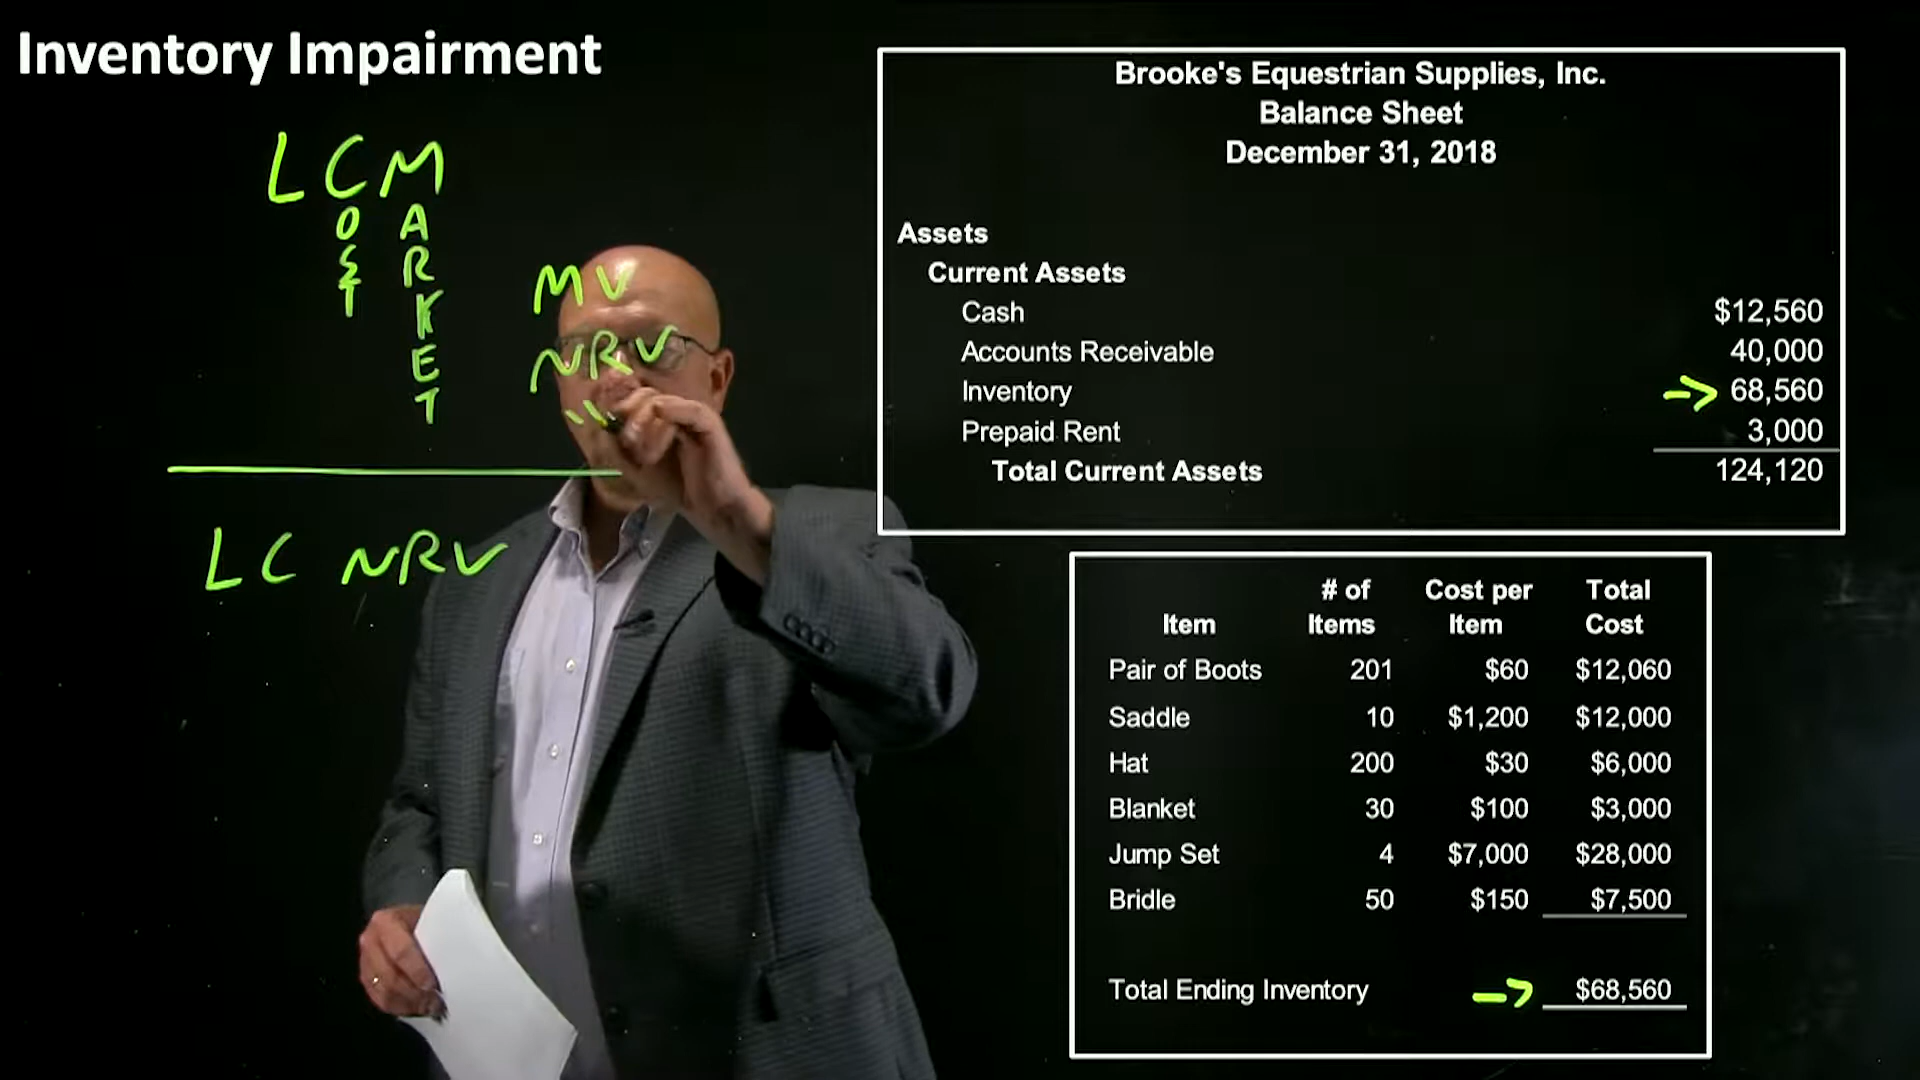 Inventory Impairment
L C M
O A
S R
T K
E
T
MV
NRV
LC NRV
Brooke's Equestrian Supplies, Inc.
Balance Sheet
December 31, 2018
Assets
Current Assets
Cash $12,560
Accounts Receivable 40,000
Inventory → 68,560
Prepaid Rent 3,000
Total Current Assets 124,120
Item # of Items Cost per Item Total Cost
Pair of Boots 201 $60 $12,060
Saddle 10 $1,200 $12,000
Hat 200 $30 $6,000
Blanket 30 $100 $3,000
Jump Set 4 $7,000 $28,000
Bridle 50 $150 $7,500
Total Ending Inventory → $68,560